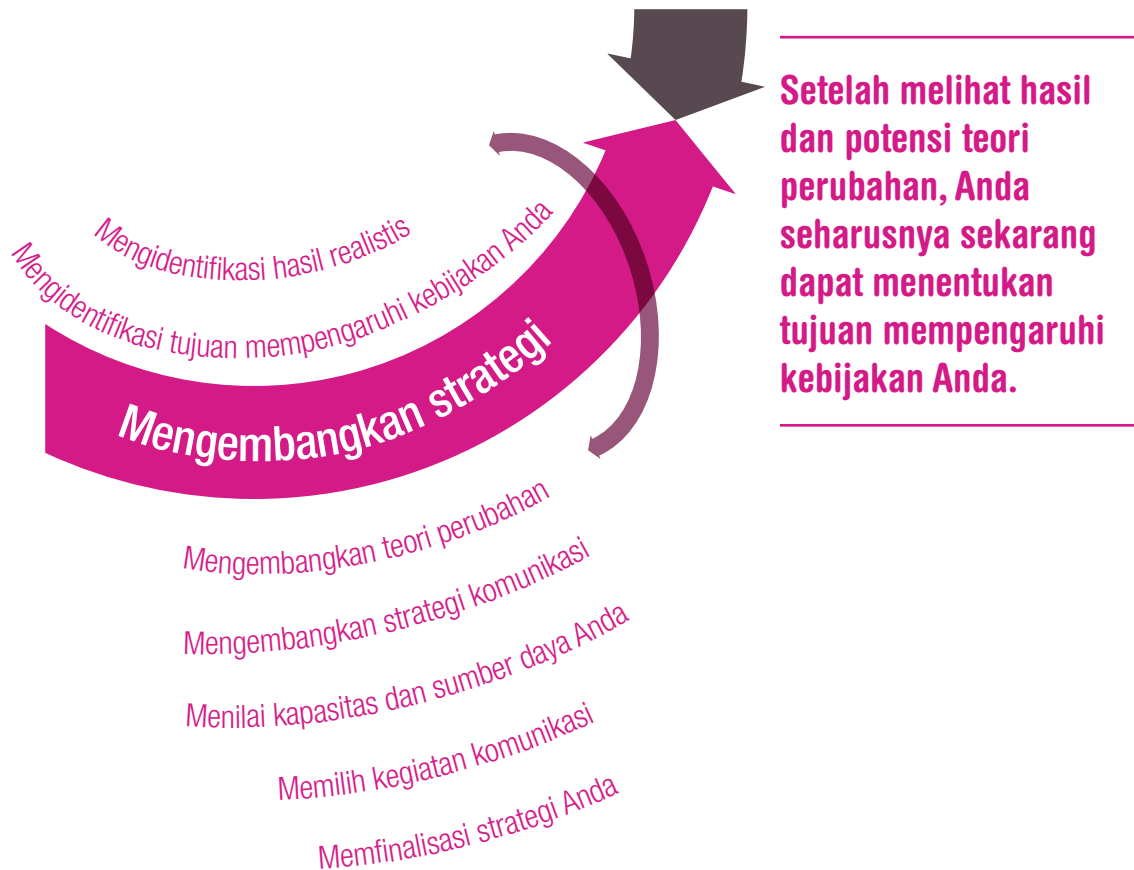 Mengidentifikasi hasil realistis
Mengidentifikasi tujuan mempengaruhi kebijakan Anda
Mengembangkan strategi
Mengembangkan teori perubahan
Mengembangkan strategi komunikasi
Menilai kapasitas dan sumber daya Anda
Memilih kegiatan komunikasi
Memfinalisasi strategi Anda
Setelah melihat hasil
dan potensi teori
perubahan, Anda
seharusnya sekarang
dapat menentukan
tujuan mempengaruhi
kebijakan Anda.